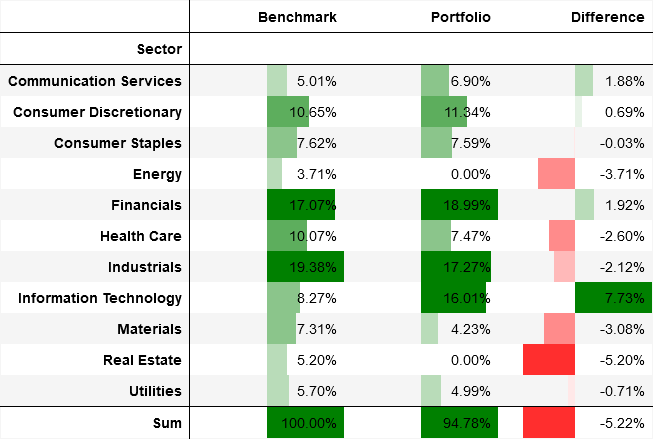 Benchmark Portfolio Difference
Sector
Communication Services 5.01% 6.90% 1.88%
Consumer Discretionary 10.65% 11.34% 0.69%
Consumer Staples 7.62% 7.59% -0.03%
Energy 3.71% 0.00% -3.71%
Financials 17.07% 18.99% 1.92%
Health Care 10.07% 7.47% -2.60%
Industrials 19.38% 17.27% -2.12%
Information Technology 8.27% 16.01% 7.73%
Materials 7.31% 4.23% -3.08%
Real Estate 5.20% 0.00% -5.20%
Utilities 5.70% 4.99% -0.71%
Sum 100.00% 94.78% -5.22%